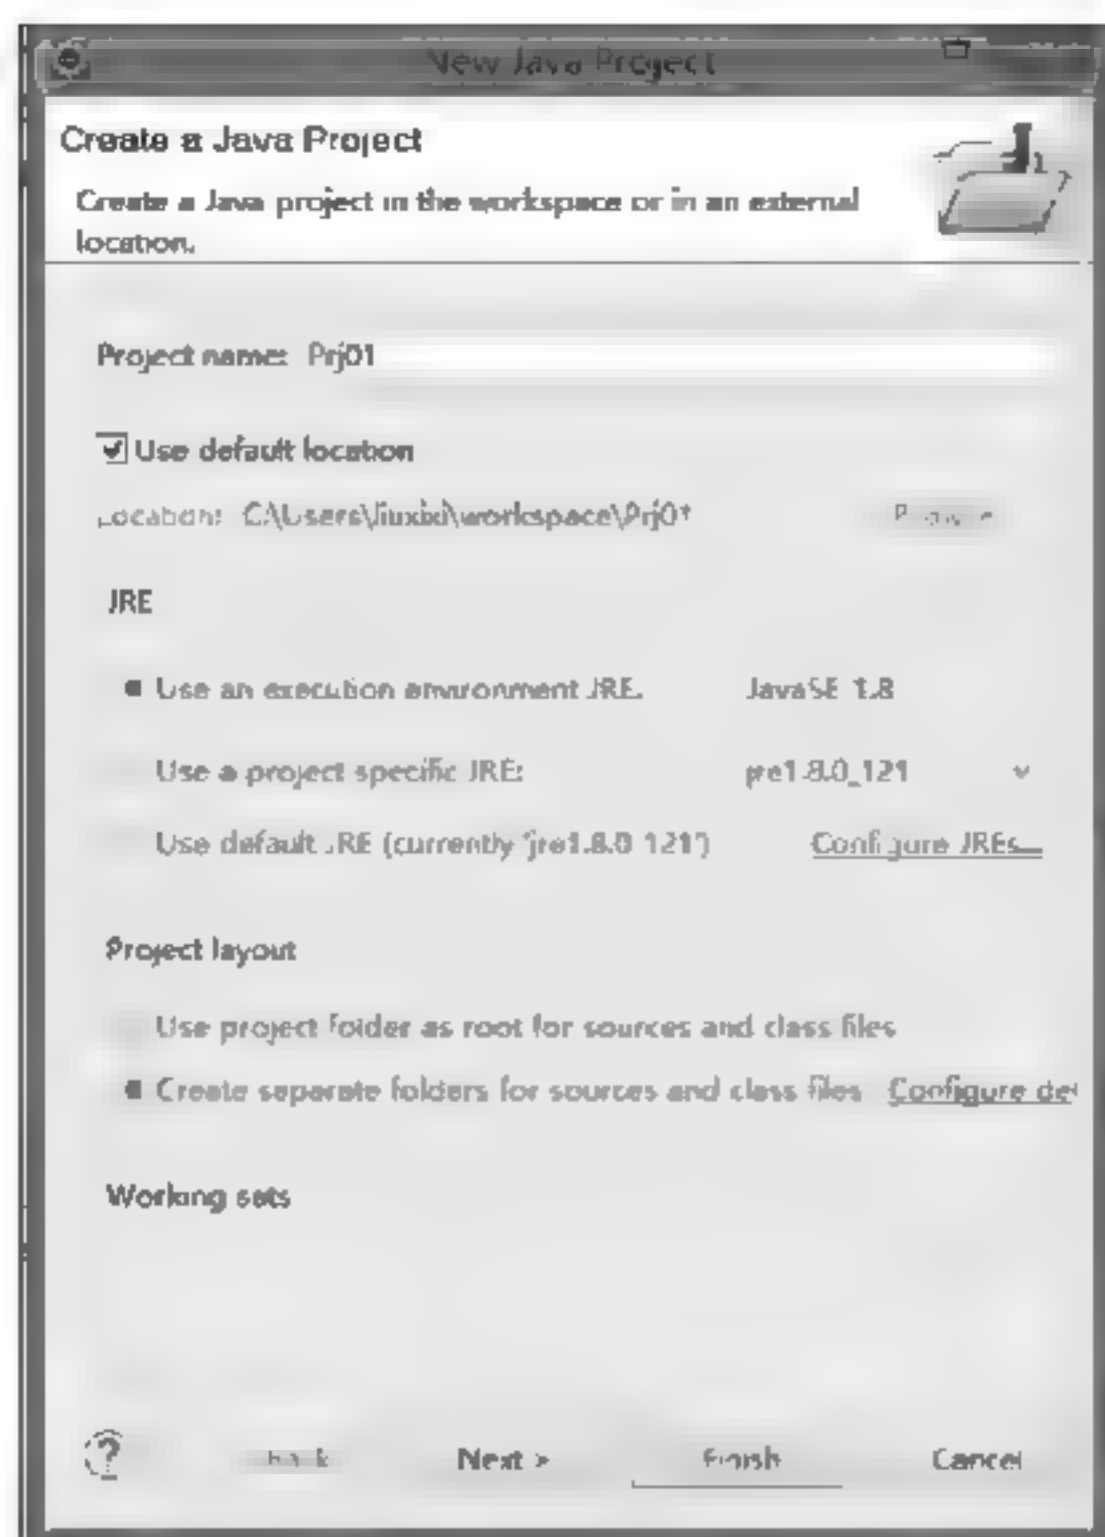 New Java Project
Create a Java Project
Create a Java project in the workspace or in an external
location.
Project name: Prj01
Use default location
Location: C:\Users\liuxixi\workspace\Prj01
JRE
Use an execution environment JRE: JavaSE-1.8
Use a project specific JRE: jre1.8.0_121
Use default JRE (currently 'jre1.8.0_121') Configure JREs...
Project layout
Use project folder as root for sources and class files
Create separate folders for sources and class files Configure de
Working sets
Next > Finish Cancel